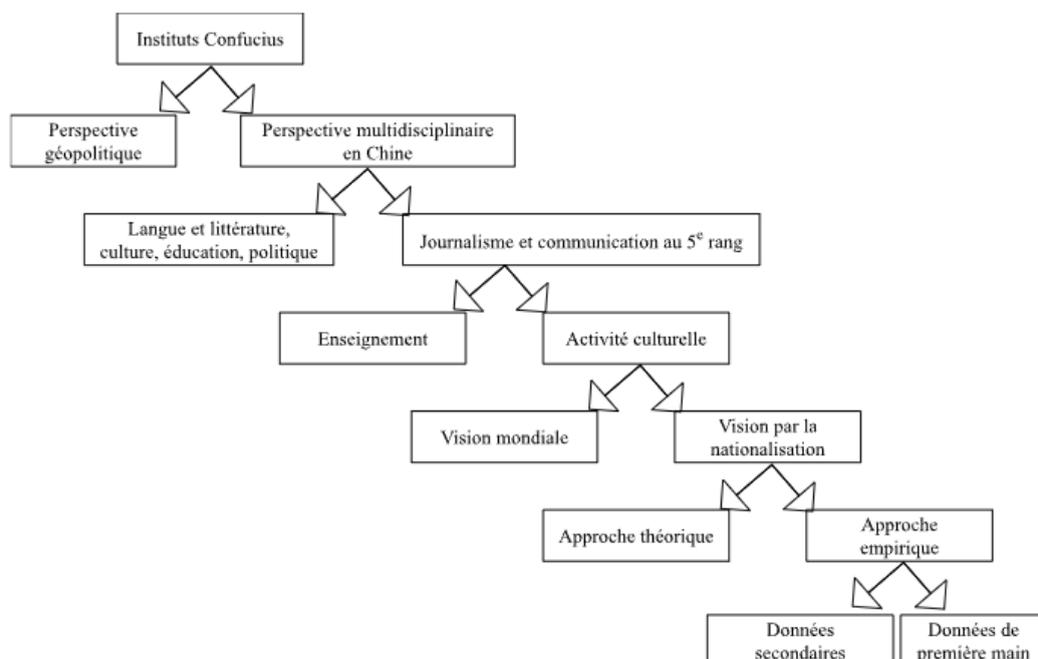 Instituts Confucius
Perspective
géopolitique
Perspective multidisciplinaire
en Chine
Langue et littérature,
culture, éducation, politique
Journalisme et communication au 5e rang
Enseignement
Activité culturelle
Vision mondiale
Vision par la
nationalisation
Approche théorique
Approche
empirique
Données
secondaires
Données de
première main